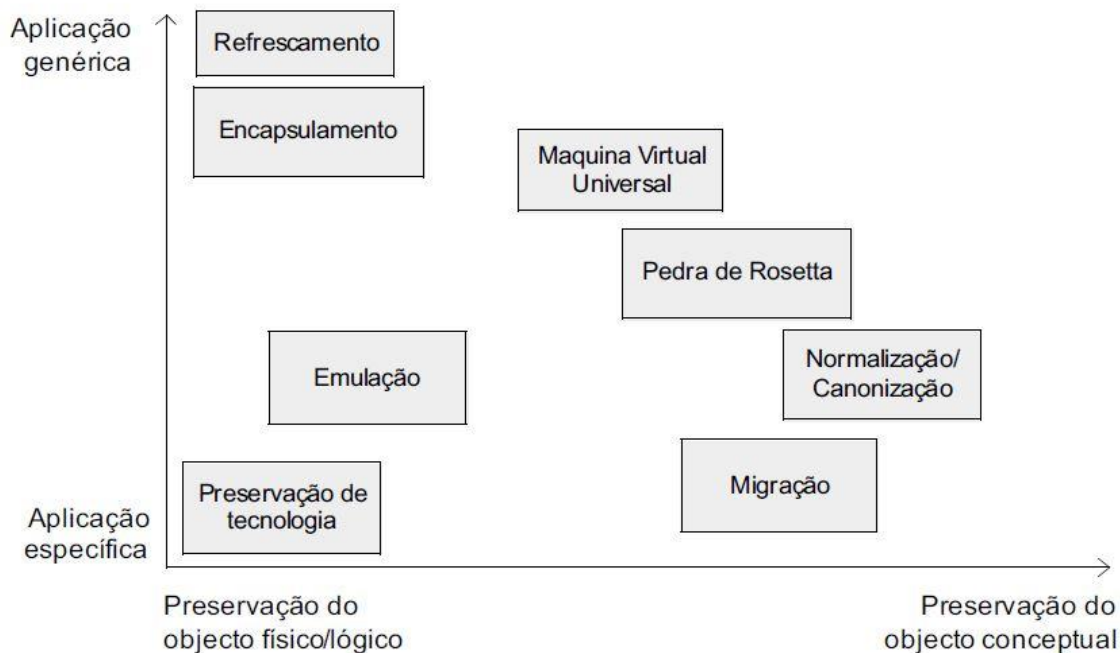 Aplicação
genérica
Refrescamento
Encapsulamento
Maquina Virtual
Universal
Pedra de Rosetta
Normalização/
Canonização
Emulação
Migração
Preservação de
tecnologia
Aplicação
específica
Preservação do
objecto físico/lógico
Preservação do
objecto conceptual